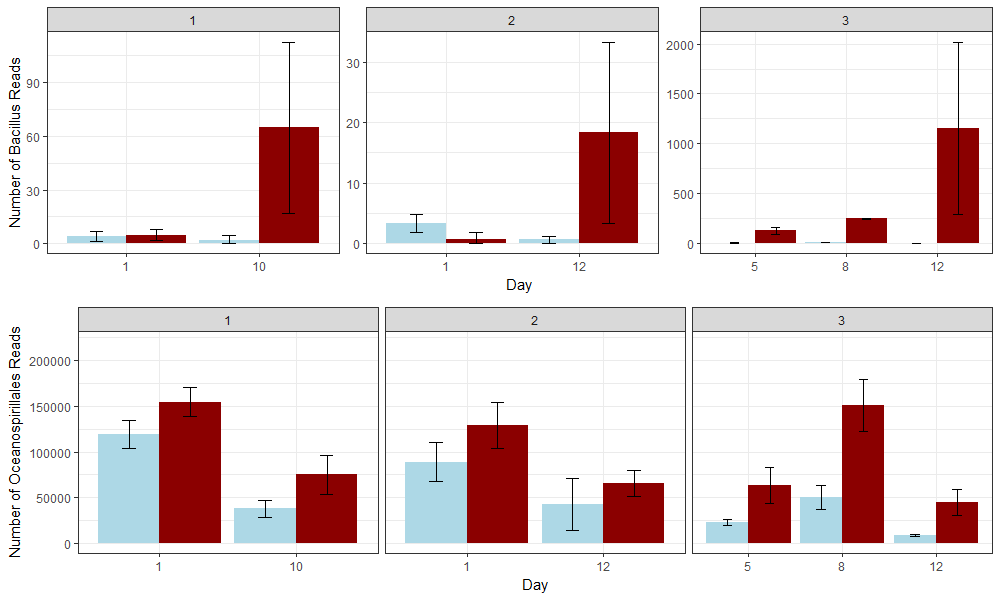 1 2 3
Number of Bacillus Reads
90
60
30
0
30
20
10
0
2000
1500
1000
500
0
1 10 1 12 5 8 12
Day
1 2 3
Number of Oceanospirillales Reads
200000
150000
100000
50000
0
1 10 1 12 5 8 12
Day